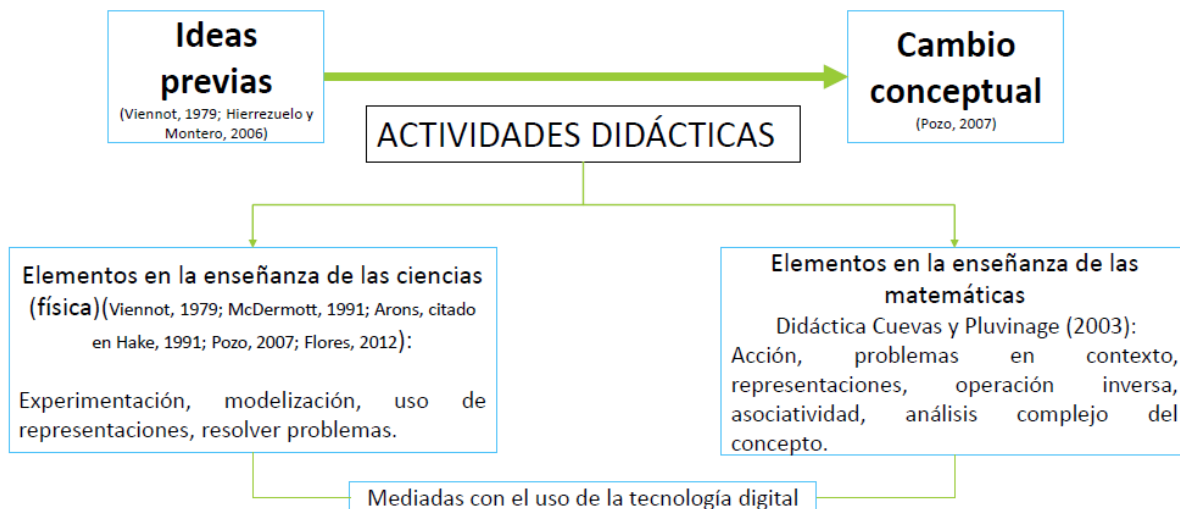 Ideas
previas
(Viennot, 1979; Hierrezuelo y
Montero, 2006)
Cambio
conceptual
(Pozo, 2007)
ACTIVIDADES DIDÁCTICAS
Elementos en la enseñanza de las ciencias
(física)(Viennot, 1979; McDermott, 1991; Arons, citado
en Hake, 1991; Pozo, 2007; Flores, 2012):
Experimentación, modelización, uso de
representaciones, resolver problemas.
Elementos en la enseñanza de las
matemáticas
Didáctica Cuevas y Pluvinage (2003):
Acción, problemas en contexto,
representaciones, operación inversa,
asociatividad, análisis complejo del
concepto.
Mediadas con el uso de la tecnología digital